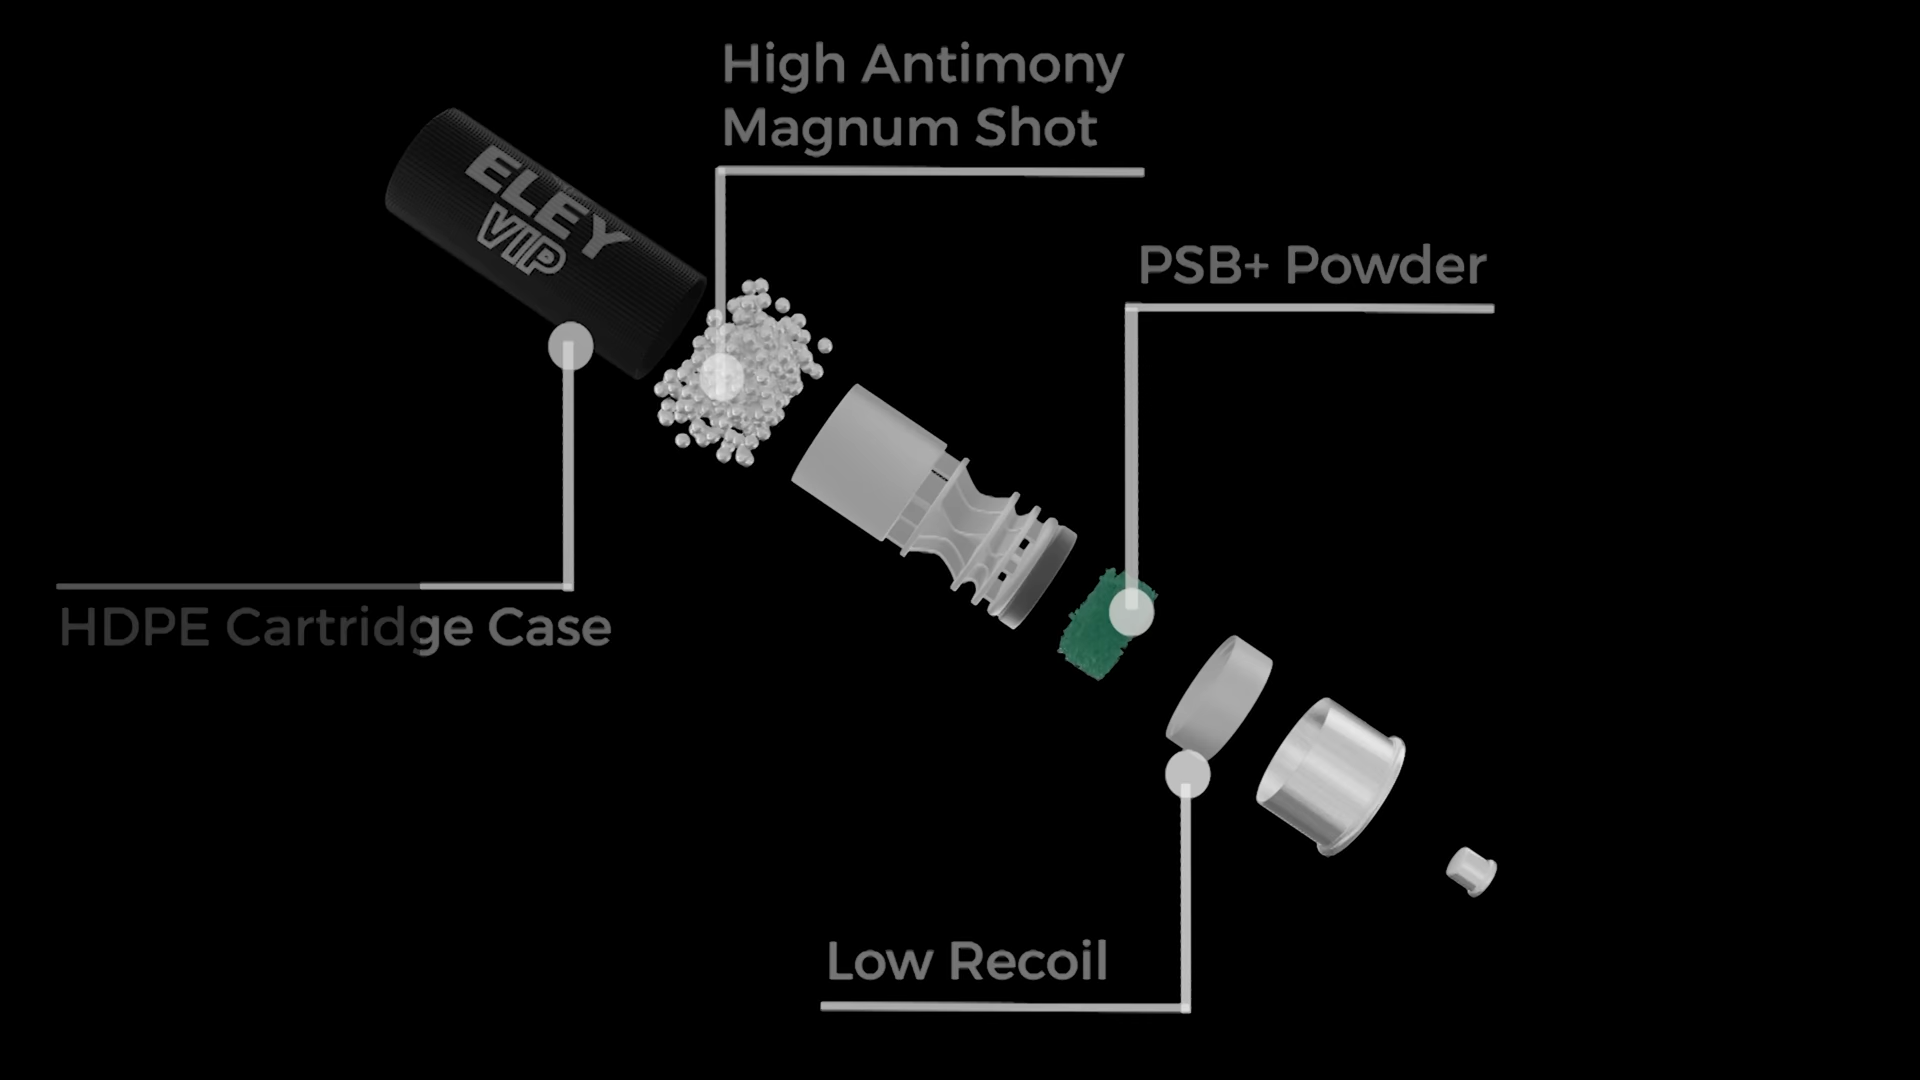 High Antimony
Magnum Shot
ELEY
VIP
PSB+ Powder
HDPE Cartridge Case
Low Recoil